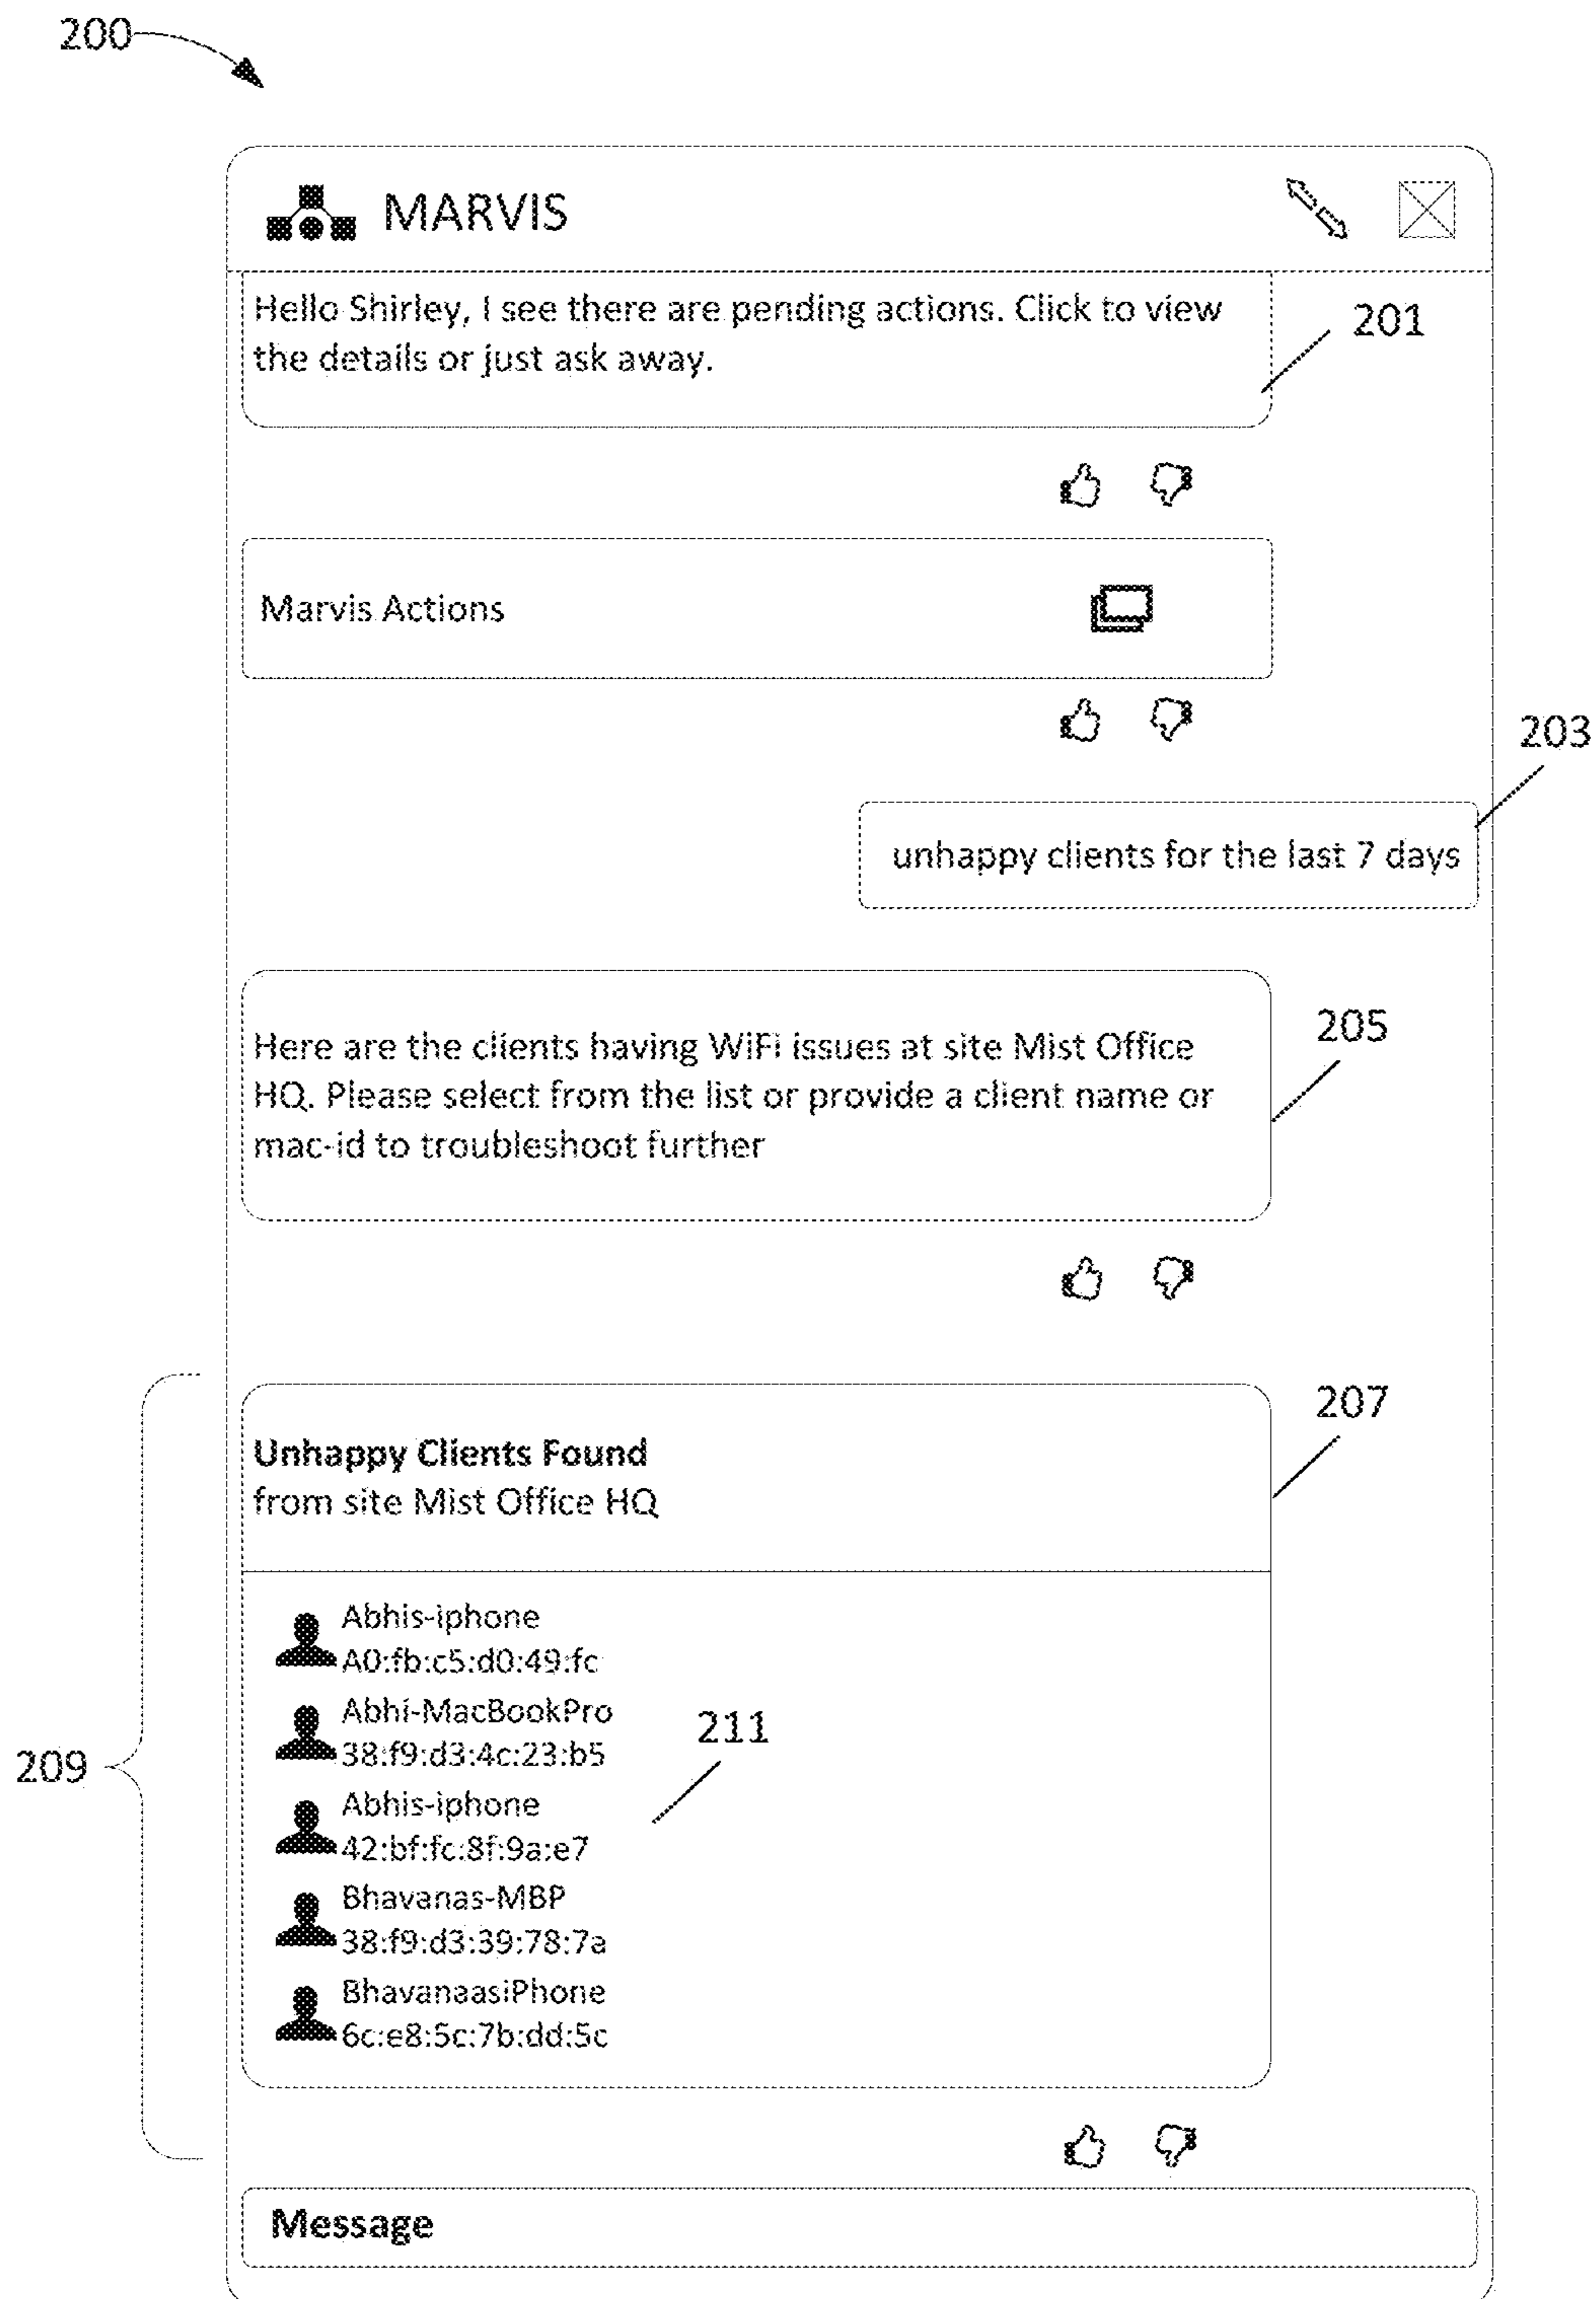 200
MARVIS
Hello Shirley, I see there are pending actions. Click to view
the details or just ask away.
201
Marvis Actions
203
unhappy clients for the last 7 days
205
Here are the clients having WiFi issues at site Mist Office
HQ. Please select from the list or provide a client name or
mac-id to troubleshoot further
207
Unhappy Clients Found
from site Mist Office HQ
209
Abhis-iphone
A0:fb:c5:d0:49:fc
Abhi-MacBookPro
38:f9:d3:4c:23:b5
211
Abhis-iphone
42:bf:fc:8f:9a:e7
Bhavanas-MBP
38:f9:d3:39:78:7a
BhavanaasiPhone
6c:e8:5c:7b:dd:5c
Message